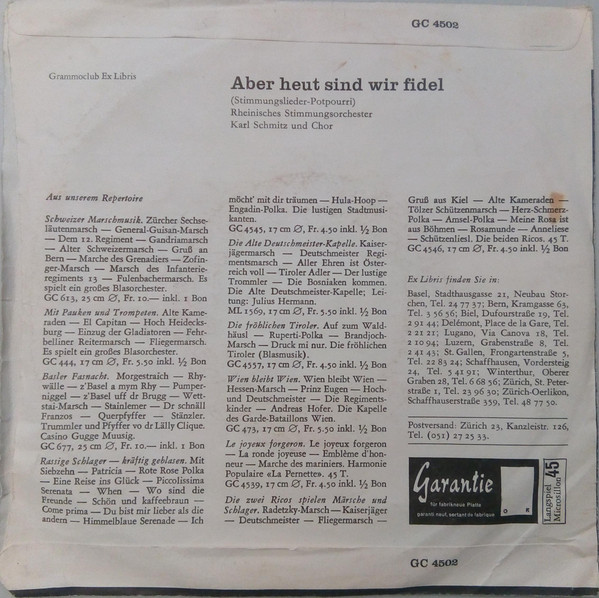 GC 4502
Grammoclub Ex Libris
Aber heut sind wir fidel
(Stimmungslieder-Potpourri)
Rheinisches Stimmungsorchester
Karl Schmitz und Chor
Aus unserem Repertoire
Schweizer Marschmusik. Zürcher Sechse-
läutenmarsch — General-Guisan-Marsch
— Dem 12. Regiment — Gandriamarsch
— Alter Schweizermarsch — Gruß an
Bern — Marche des Grenadiers — Zofin-
ger-Marsch — Marsch des Infanterie-
regiments 13 — Fulenbachermarsch. Es
spielt ein großes Blasorchester.
GC 613, 25 cm Ø, Fr. 10.— inkl. 1 Bon
Mit Pauken und Trompeten. Alte Kame-
raden — El Capitan — Hoch Heidecks-
burg — Einzug der Gladiatoren — Fehr-
belliner Reitermarsch — Fliegermarsch.
Es spielt ein großes Blasorchester.
GC 444, 17 cm Ø, Fr. 5.50 inkl. ½ Bon
Basler Fasnacht. Morgestraich — Rhy-
wälle — z'Basel a mym Rhy — Pumper-
niggel — z'Basel uff dr Brugg — Wett-
stai-Marsch — Stainlemer — Dr schnäll
Franzos — Querpfyffer — Stänzler.
Trummler und Pfyffer vo dr Lälly Clique.
Casino Gugge Muusig.
GC 677, 25 cm Ø, Fr. 10.— inkl. 1 Bon
Rassige Schlager — kräftig geblasen. Mit
Siebzehn — Patricia — Rote Rose Polka
— Eine Reise ins Glück — Piccolissima
Serenata — When — Wo sind die
Freunde — Schön und kaffeebraun —
Come prima — Du bist mir lieber als die
andern — Himmelblaue Serenade — Ich
möcht' mit dir träumen — Hula-Hoop —
Engadin-Polka. Die lustigen Stadtmusi-
kanten.
GC 4545, 17 cm Ø, Fr. 4.50 inkl. ½ Bon
Die Alte Deutschmeister-Kapelle. Kaiser-
jägermarsch — Deutschmeister Regi-
mentsmarsch — Aller Ehren ist Öster-
reich voll — Tiroler Adler — Der lustige
Trommler — Die Bosniaken kommen.
Die Alte Deutschmeister-Kapelle; Lei-
tung: Julius Hermann.
ML 1569, 17 cm Ø, Fr. 5.50 inkl. ½ Bon
Die fröhlichen Tiroler. Auf zum Wald-
häusl — Ruperti-Polka — Brandjoch-
Marsch — Druck mi nur. Die fröhlichen
Tiroler (Blasmusik).
GC 4557, 17 cm Ø, Fr. 4.50 inkl. ½ Bon
Wien bleibt Wien. Wien bleibt Wien —
Hessen-Marsch — Prinz Eugen — Hoch-
und Deutschmeister — Die Regiments-
kinder — Andreas Hofer. Die Kapelle
des Garde-Bataillons Wien.
GC 473, 17 cm Ø, Fr. 5.50 inkl. ½ Bon
Le joyeux forgeron. Le joyeux forgeron
— La ronde joyeuse — Emblème d'hon-
neur — Marche des mariniers. Harmonie
Populaire «La Pernette». 45 T.
GC 4539, 17 cm Ø, Fr. 4.50 inkl. ½ Bon
Die zwei Ricos spielen Märsche und
Schlager. Radetzky-Marsch — Kaiserjäger
— Deutschmeister — Fliegermarsch —
Gruß aus Kiel — Alte Kameraden —
Tölzer Schützenmarsch — Herz-Schmerz-
Polka — Amsel-Polka — Meine Rosa ist
aus Böhmen — Rosamunde — Anneliese
— Schützenliesl. Die beiden Ricos. 45 T.
GC 4546, 17 cm Ø, Fr. 4.50 inkl. ½ Bon
Ex Libris finden Sie in:
Basel, Stadthausgasse 21, Neubau Stor-
chen, Tel. 24 77 37; Bern, Kramgasse 63,
Tel. 3 56 56; Biel, Dufourstraße 19, Tel.
2 91 44; Delémont, Place de la Gare, Tel.
2 21 21; Lugano, Via Canova 18, Tel.
2 10 94; Luzern, Grabenstraße 8, Tel.
2 41 43; St. Gallen, Frongartenstraße 5,
Tel. 22 89 24; Schaffhausen, Vordersteig
24, Tel. 5 41 91; Winterthur, Oberer
Graben 28, Tel. 6 68 56; Zürich, St. Peter-
straße 1, Tel. 23 96 30; Zürich-Oerlikon,
Schaffhauserstraße 359, Tel. 48 77 50.
Postversand: Zürich 23, Kanzleistr. 126,
Tel. (051) 27 25 33.
Garantie
für fabrikneue Platte
garanti neuf, sortant de fabrique
O K
Langspiel 45
Microsillon
GC 4502